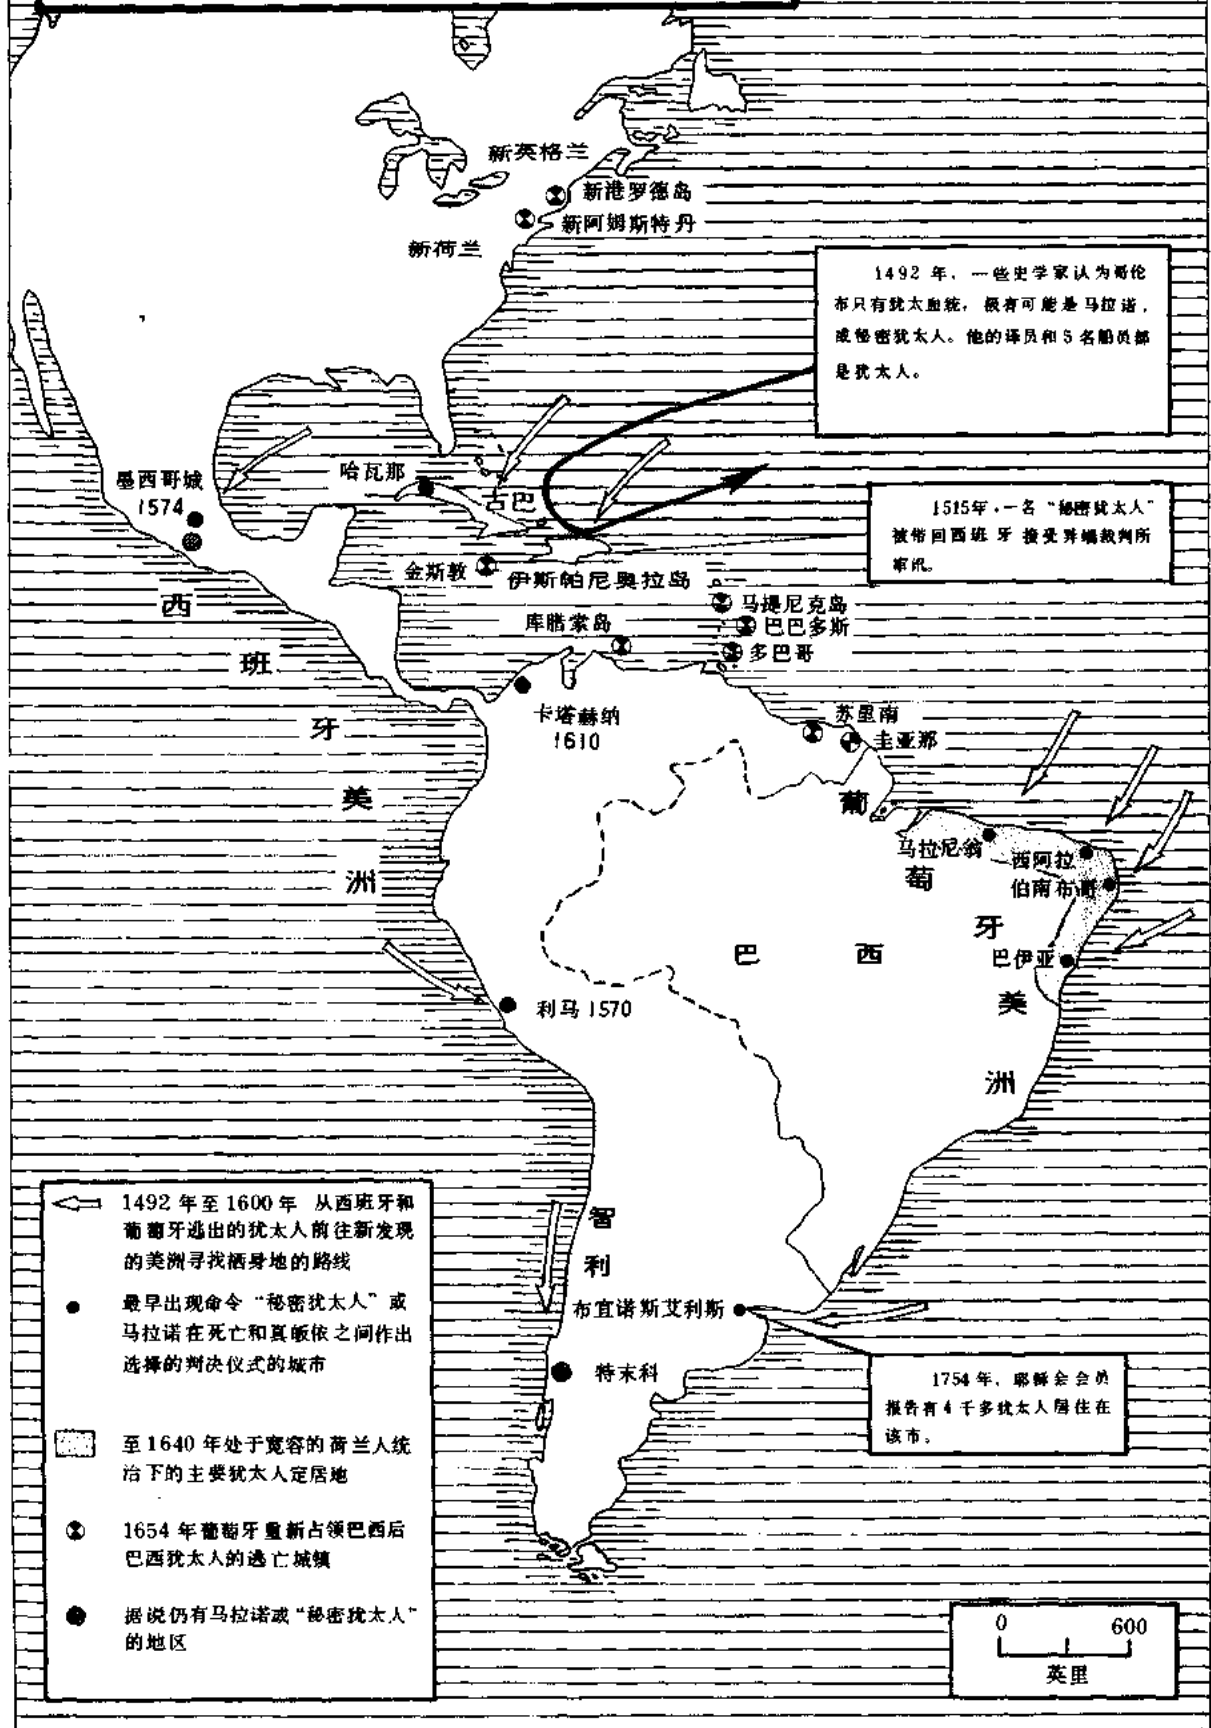 新英格兰
新港罗德岛
新阿姆斯特丹
新荷兰
1492 年，一些史学家认为哥伦
布只有犹太血统，极有可能是马拉诺，
或秘密犹太人。他的译员和 5 名船员都
是犹太人。
墨西哥城
1574
哈瓦那
古巴
1515年，一名“秘密犹太人”
被带回西班牙接受异端裁判所
审讯。
金斯敦
伊斯帕尼奥拉岛
马提尼克岛
巴巴多斯
多巴哥
库腊索岛
卡塔赫纳
1610
苏里南
圭亚那
西
班
牙
美
洲
葡
萄
牙
美
洲
马拉尼翁
西阿拉
伯南布哥
巴伊亚
巴 西
利马 1570
智
利
布宜诺斯艾利斯
特末科
1754 年，耶稣会会员
报告有 4 千多犹太人居住在
该市。
1492 年至 1600 年 从西班牙和
葡萄牙逃出的犹太人前往新发现
的美洲寻找栖身地的路线
最早出现命令“秘密犹太人”或
马拉诺在死亡和真皈依之间作出
选择的判决仪式的城市
至 1640 年处于宽容的荷兰人统
治下的主要犹太人定居地
1654 年葡萄牙重新占领巴西后
巴西犹太人的逃亡城镇
据说仍有马拉诺或“秘密犹太人”
的地区
0 600
英里